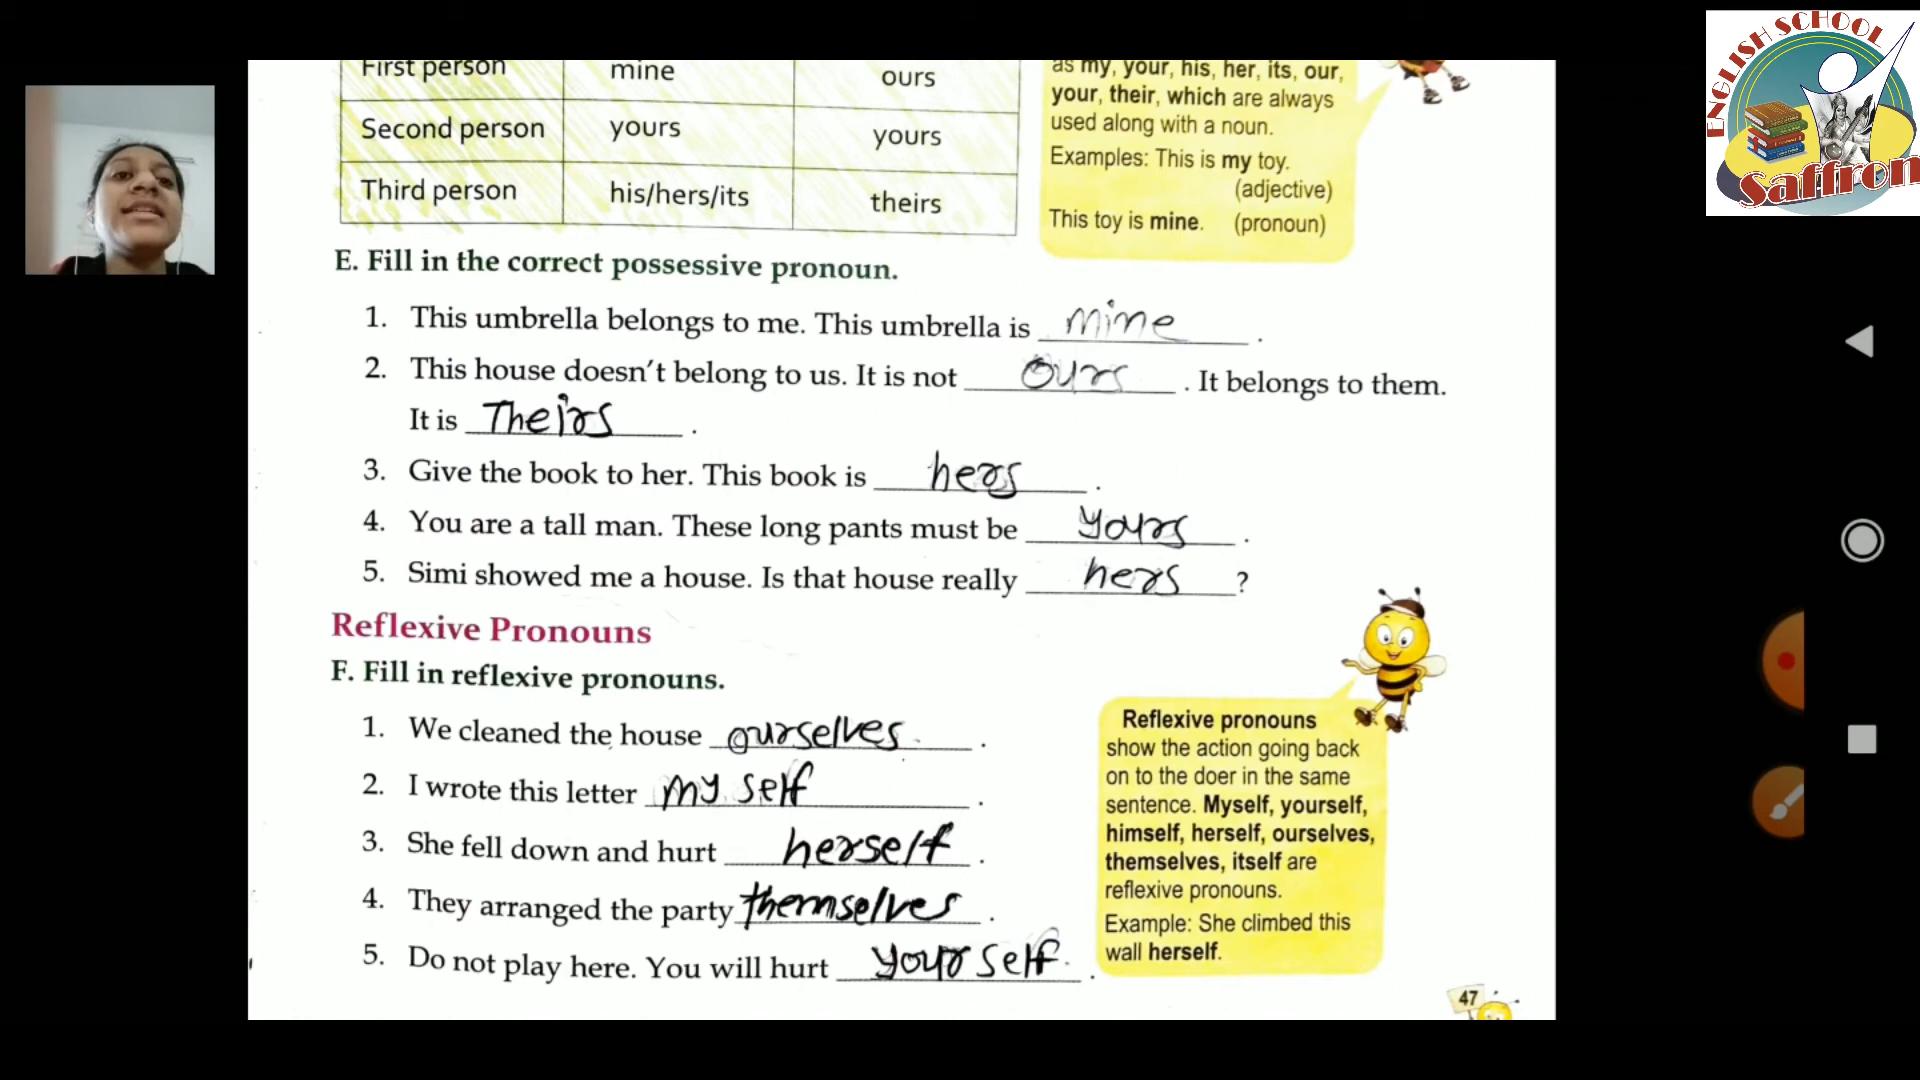 ENGLISH SCHOOL
Saffron
First person mine ours
Second person yours yours
Third person his/hers/its theirs
as my, your, his, her, its, our,
your, their, which are always
used along with a noun.
Examples: This is my toy.
(adjective)
This toy is mine. (pronoun)
E. Fill in the correct possessive pronoun.
1. This umbrella belongs to me. This umbrella is mine.
2. This house doesn't belong to us. It is not ours. It belongs to them.
It is Theirs.
3. Give the book to her. This book is hers.
4. You are a tall man. These long pants must be yours.
5. Simi showed me a house. Is that house really hers?
Reflexive Pronouns
F. Fill in reflexive pronouns.
1. We cleaned the house ourselves.
2. I wrote this letter my self.
3. She fell down and hurt herself.
4. They arranged the party themselves.
5. Do not play here. You will hurt your self.
Reflexive pronouns
show the action going back
on to the doer in the same
sentence. Myself, yourself,
himself, herself, ourselves,
themselves, itself are
reflexive pronouns.
Example: She climbed this
wall herself.
47